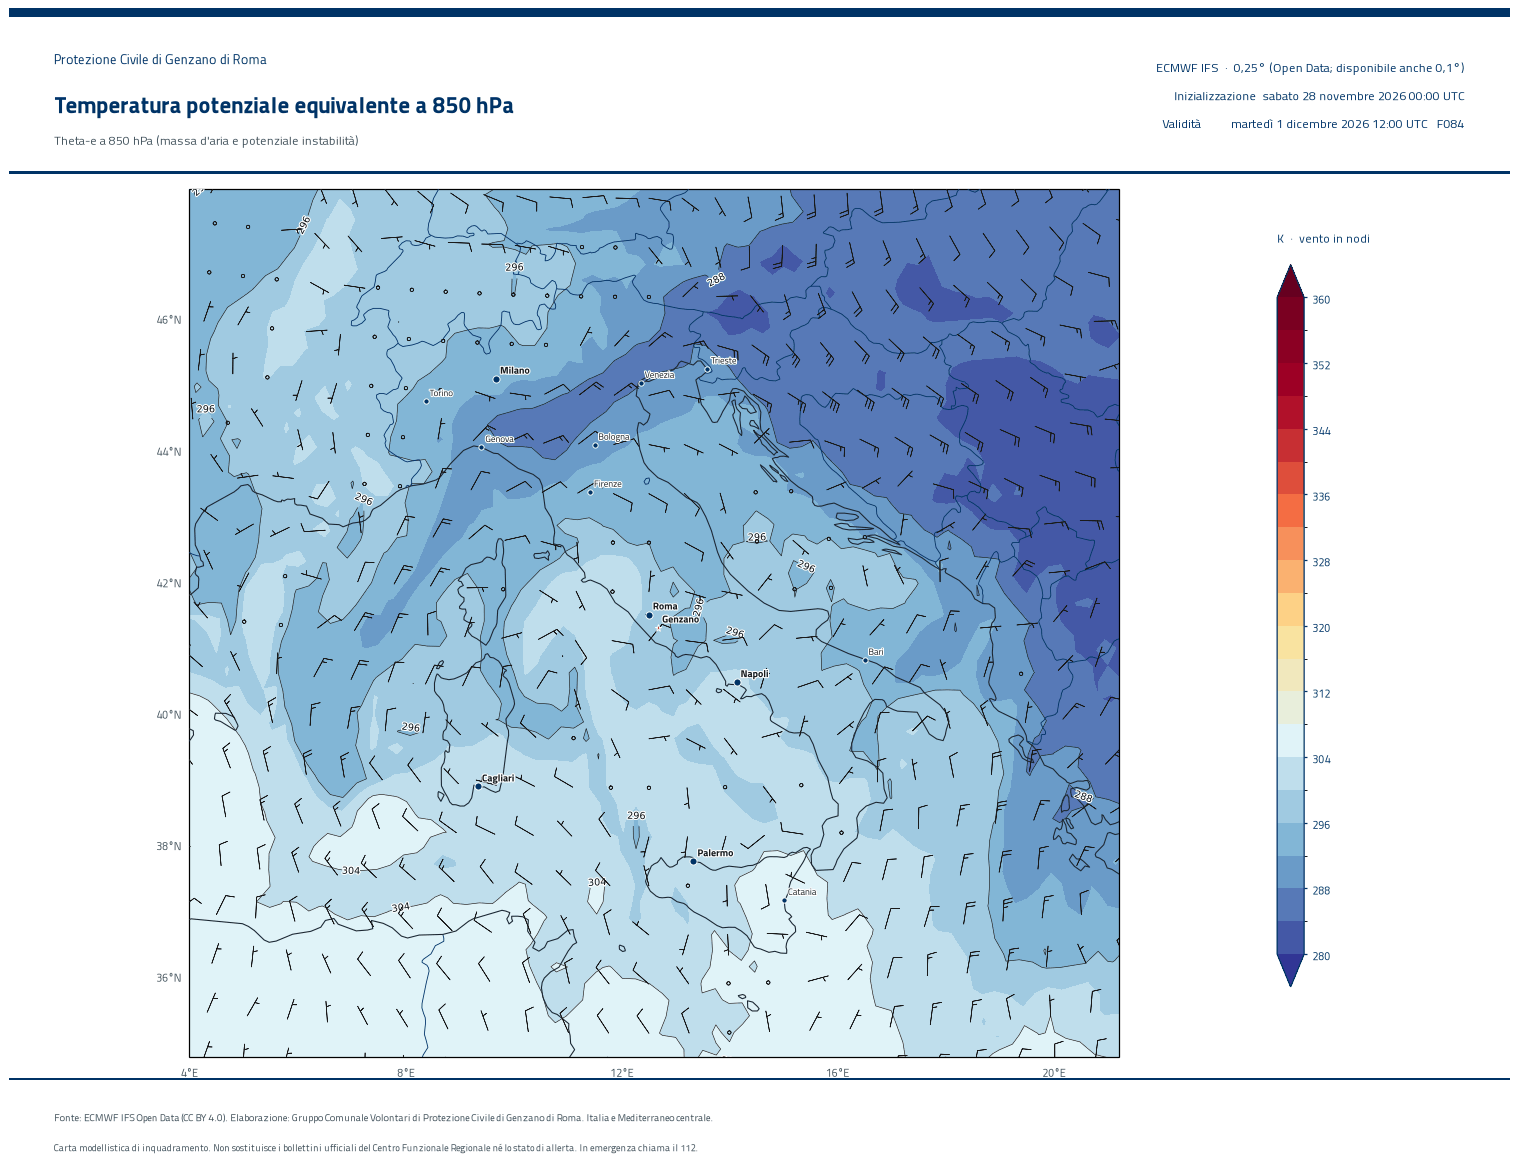 Protezione Civile di Genzano di Roma
Temperatura potenziale equivalente a 850 hPa
Theta-e a 850 hPa (massa d'aria e potenziale instabilità)
ECMWF IFS · 0,25° (Open Data; disponibile anche 0,1°)
Inizializzazione sabato 28 novembre 2026 00:00 UTC
Validità martedì 1 dicembre 2026 12:00 UTC F084
K · vento in nodi
360
352
344
336
328
320
312
304
296
288
280
46°N
44°N
42°N
40°N
38°N
36°N
4°E
8°E
12°E
16°E
20°E
296
296
288
Trieste
Milano
Venezia
Torino
296
Genova
Bologna
Firenze
296
296
296
Roma
296
Genzano
296
Bari
Napoli
296
Cagliari
288
296
Palermo
304
304
Catania
304
Fonte: ECMWF IFS Open Data (CC BY 4.0). Elaborazione: Gruppo Comunale Volontari di Protezione Civile di Genzano di Roma. Italia e Mediterraneo centrale.
Carta modellistica di inquadramento. Non sostituisce i bollettini ufficiali del Centro Funzionale Regionale né lo stato di allerta. In emergenza chiama il 112.